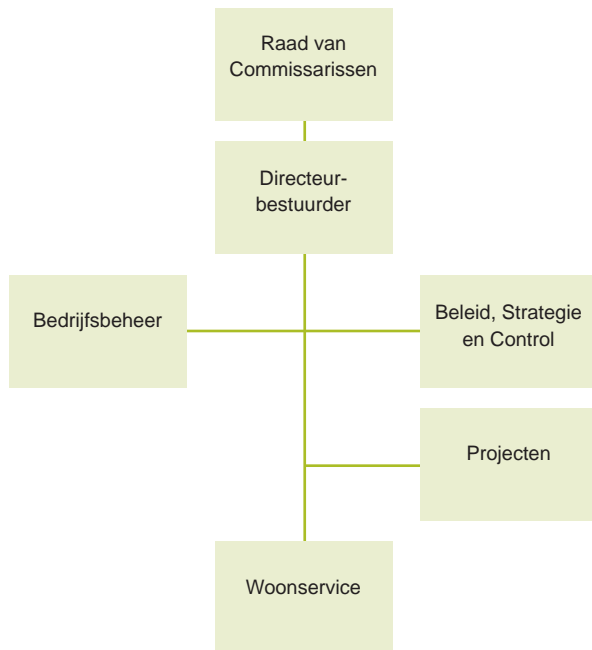 Raad van
Commissarissen
Directeur-
bestuurder
Bedrijfsbeheer
Beleid, Strategie
en Control
Projecten
Woonservice